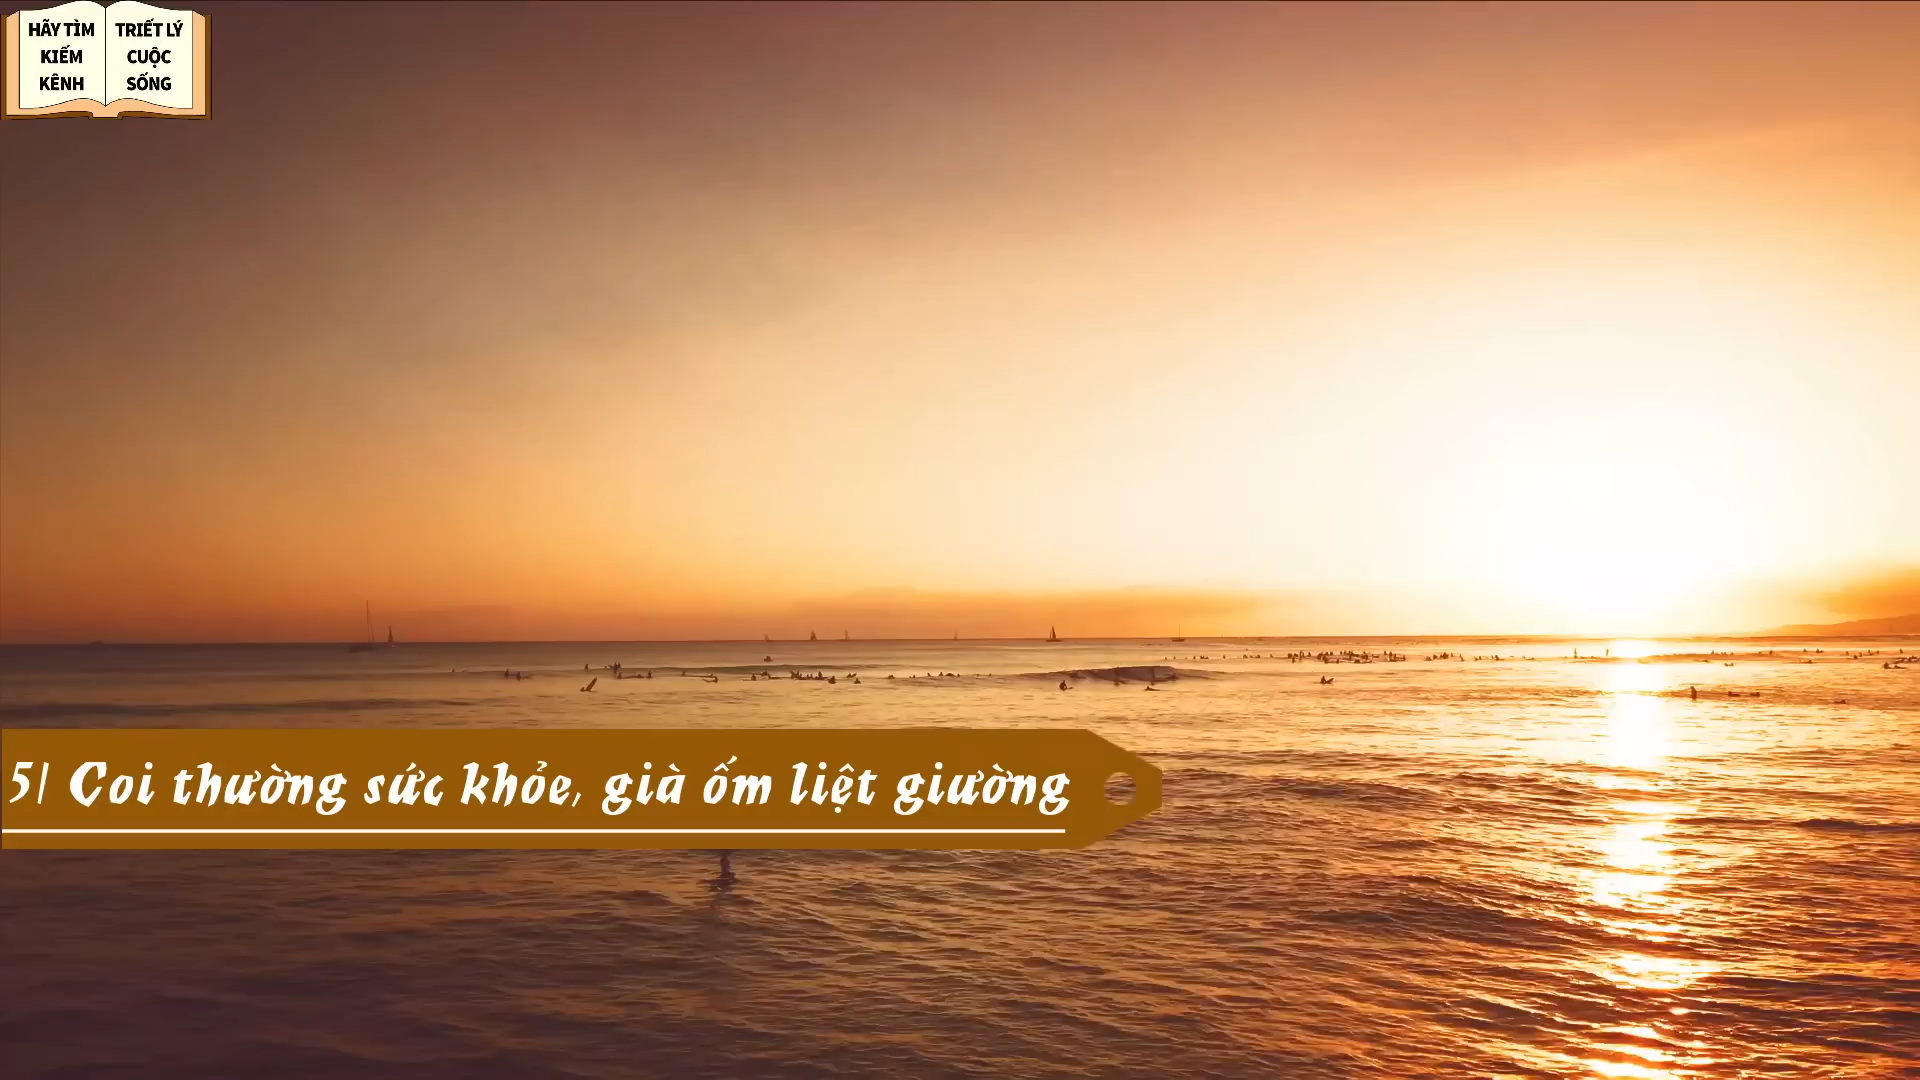 HÃY TÌM
KIẾM
KÊNH
TRIẾT LÝ
CUỘC
SỐNG
5| Coi thường sức khỏe, già ốm liệt giường